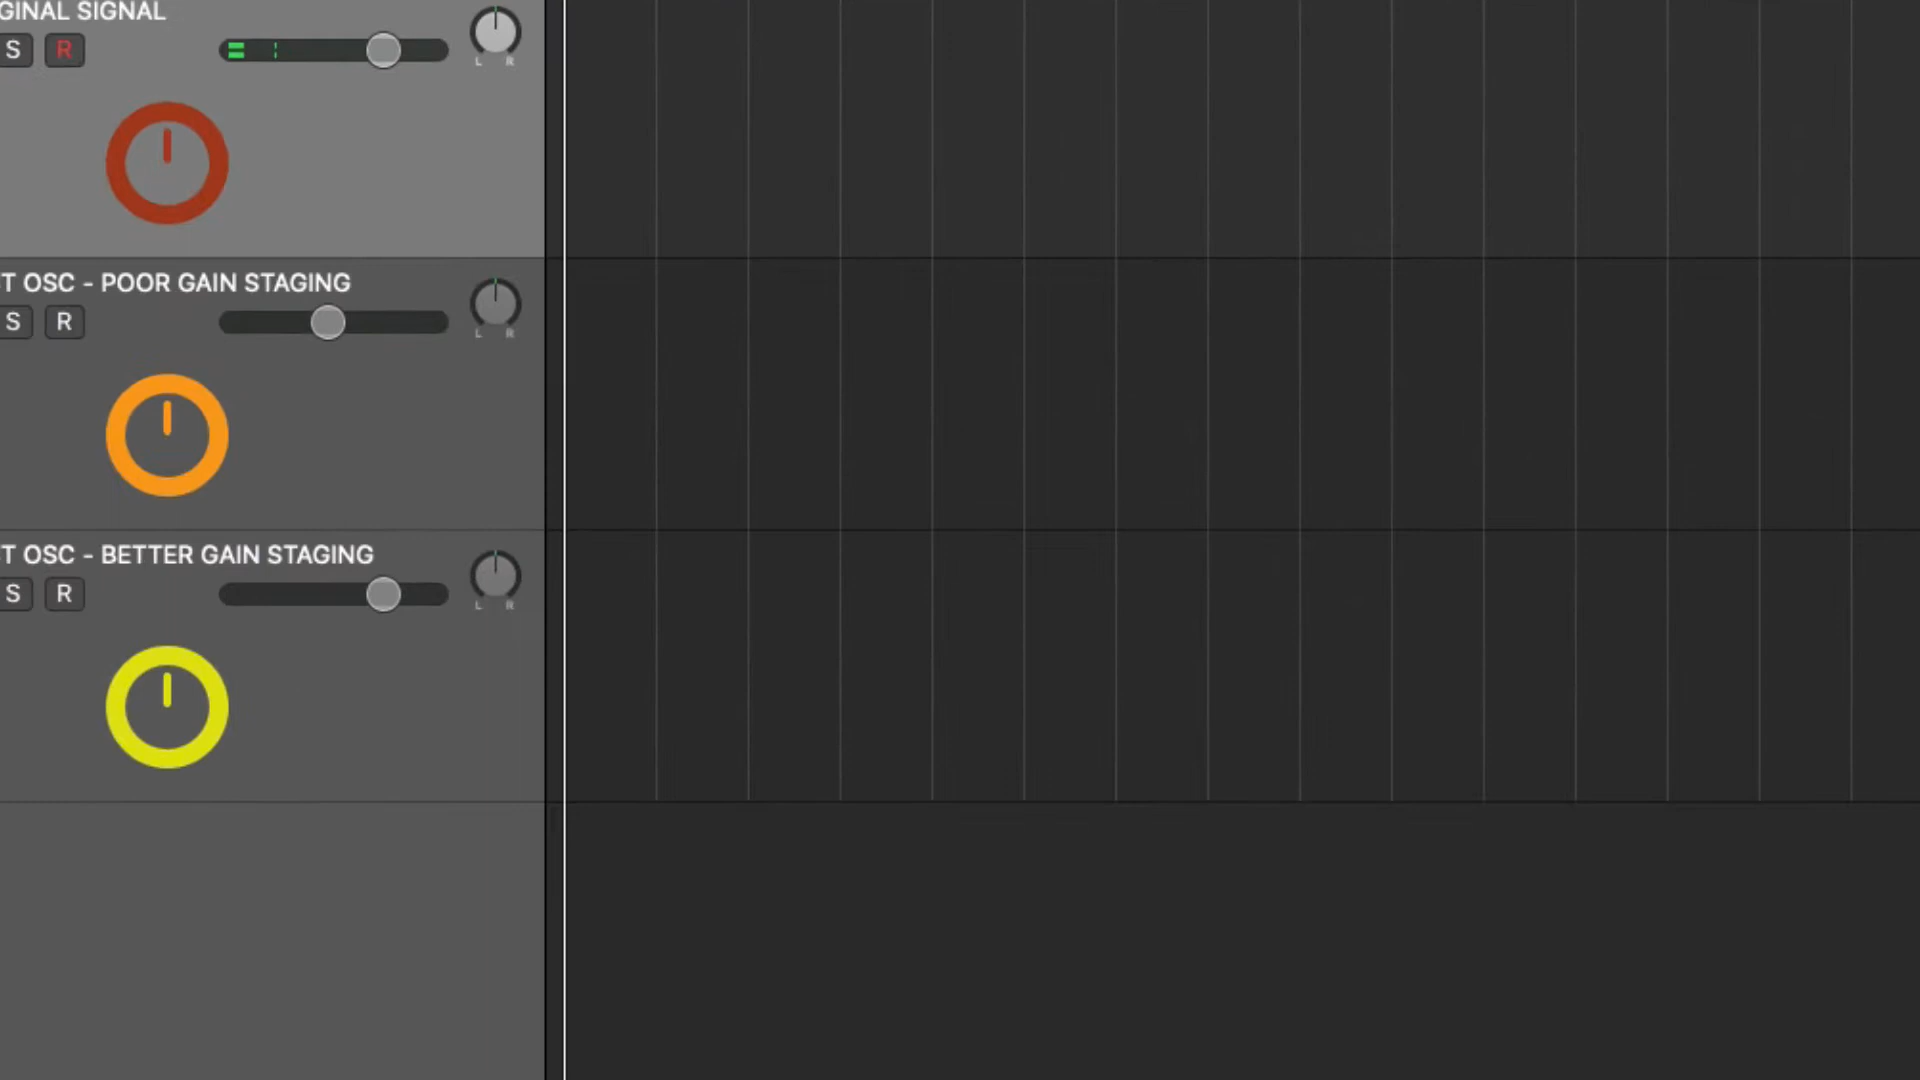 GINAL SIGNAL
S R
L R
T OSC - POOR GAIN STAGING
S R
L R
T OSC - BETTER GAIN STAGING
S R
L R